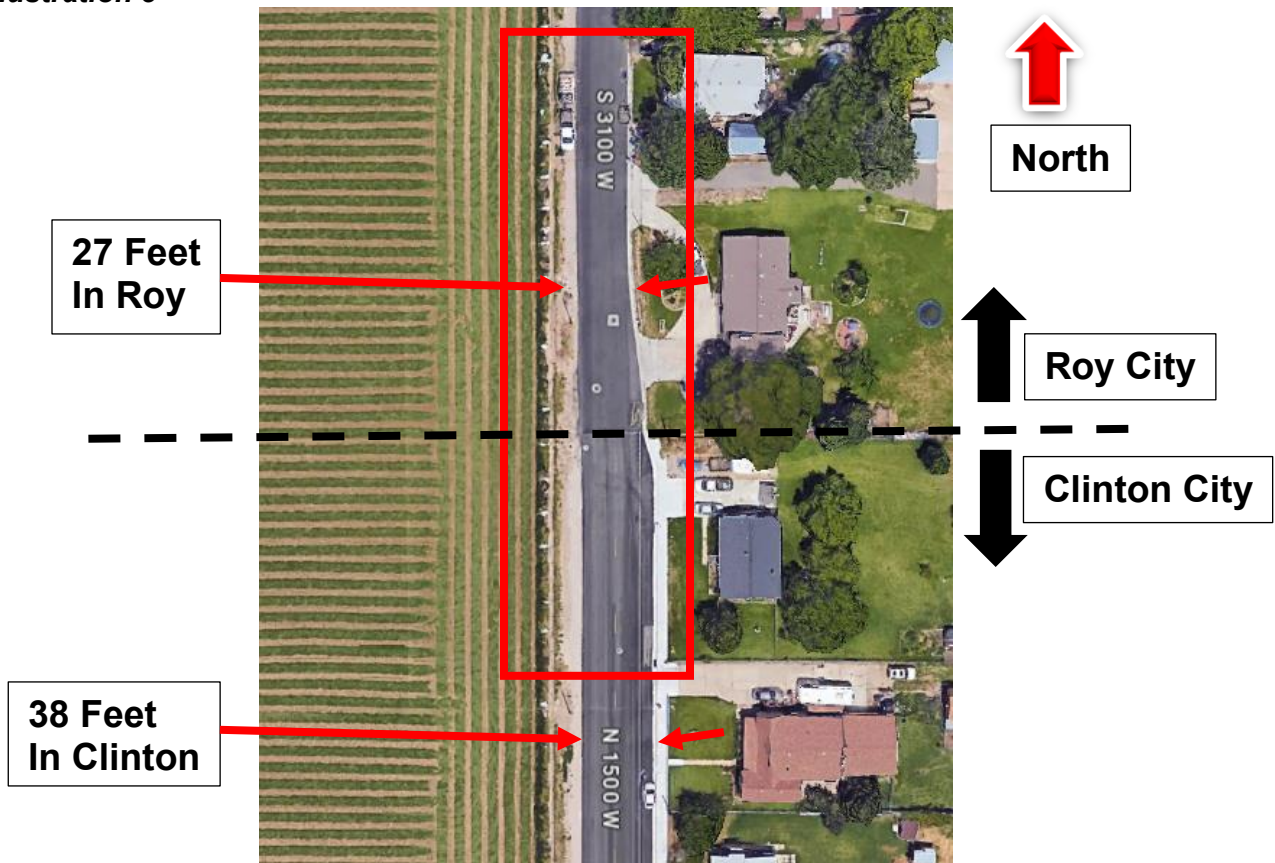 S 3100 W
North
27 Feet
In Roy
Roy City
Clinton City
38 Feet
In Clinton
N 1500 W